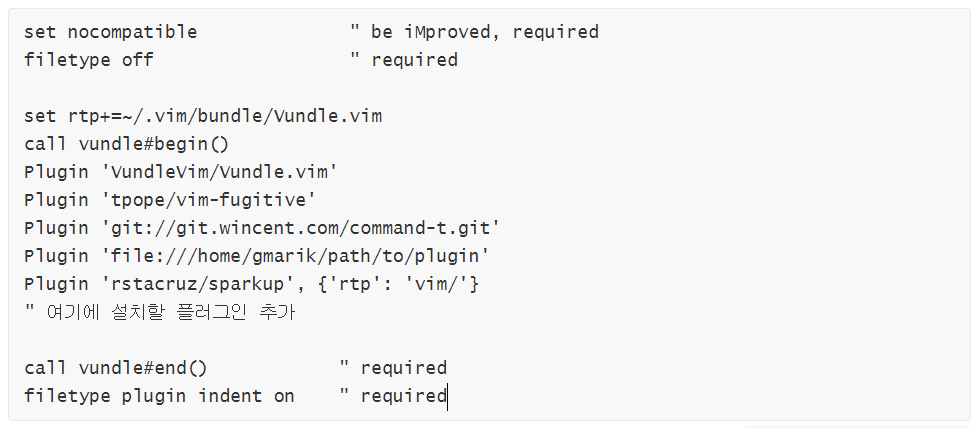 set nocompatible              " be iMproved, required
filetype off                  " required
set rtp+=~/.vim/bundle/Vundle.vim
call vundle#begin()
Plugin 'VundleVim/Vundle.vim'
Plugin 'tpope/vim-fugitive'
Plugin 'git://git.wincent.com/command-t.git'
Plugin 'file:///home/gmarik/path/to/plugin'
Plugin 'rstacruz/sparkup', {'rtp': 'vim/'}
" 여기에 설치할 플러그인 추가
call vundle#end()            " required
filetype plugin indent on    " required